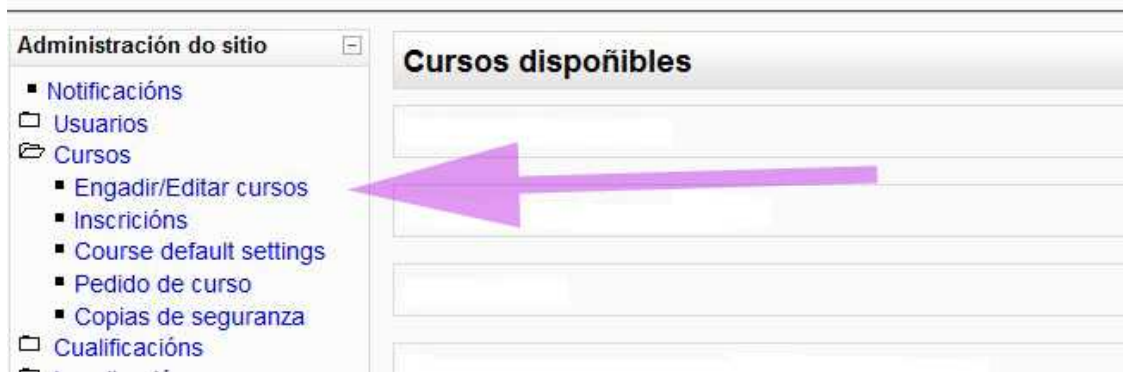 Administración do sitio
Notificacións
Usuarios
Cursos
Engadir/Editar cursos
Inscricións
Course default settings
Pedido de curso
Copias de seguranza
Cualificacións
Cursos dispoñibles